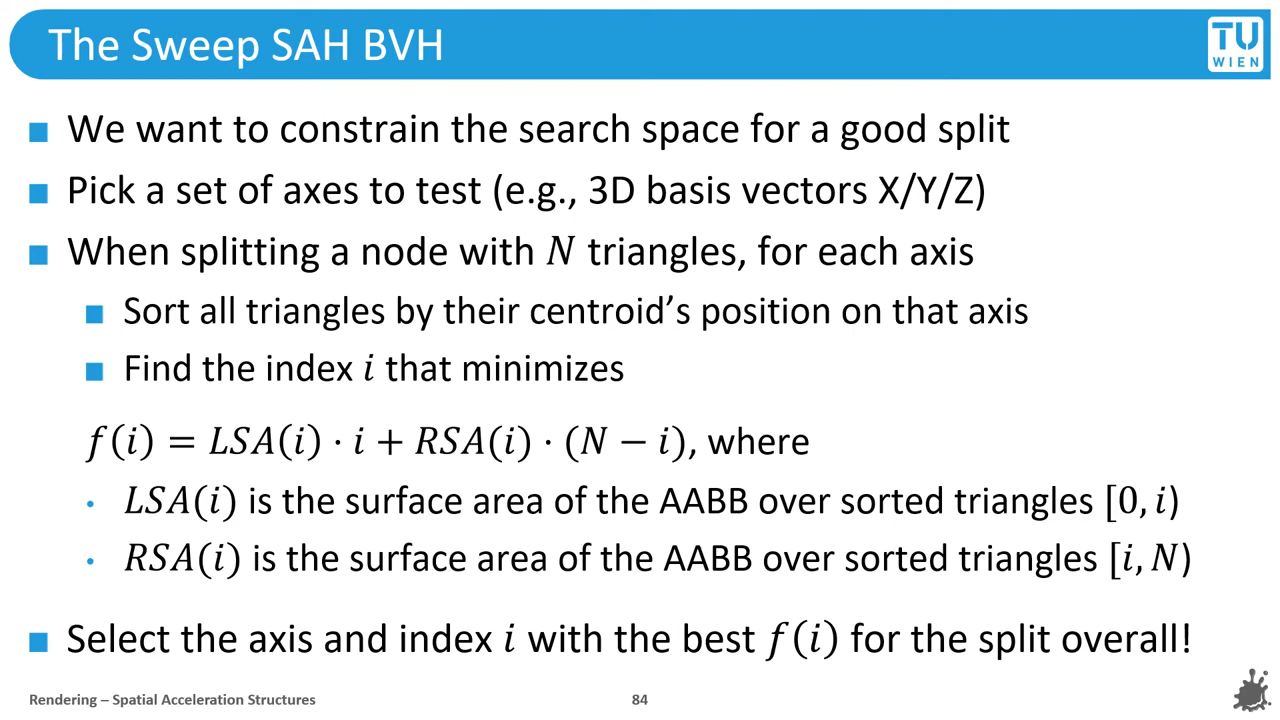 The Sweep SAH BVH
TU
WIEN
We want to constrain the search space for a good split
Pick a set of axes to test (e.g., 3D basis vectors X/Y/Z)
When splitting a node with N triangles, for each axis
Sort all triangles by their centroid's position on that axis
Find the index i that minimizes
f(i) = LSA(i) · i + RSA(i) · (N − i), where
LSA(i) is the surface area of the AABB over sorted triangles [0, i)
RSA(i) is the surface area of the AABB over sorted triangles [i, N)
Select the axis and index i with the best f(i) for the split overall!
Rendering – Spatial Acceleration Structures
84